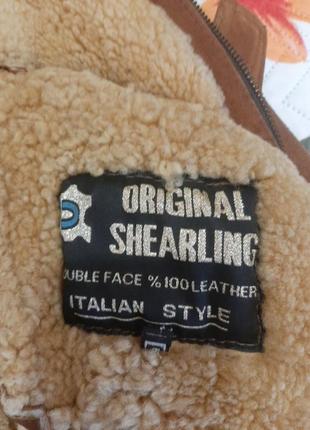 ORIGINAL
SHEARLING
OUBLE FACE % 100 LEATHER
ITALIAN STYLE